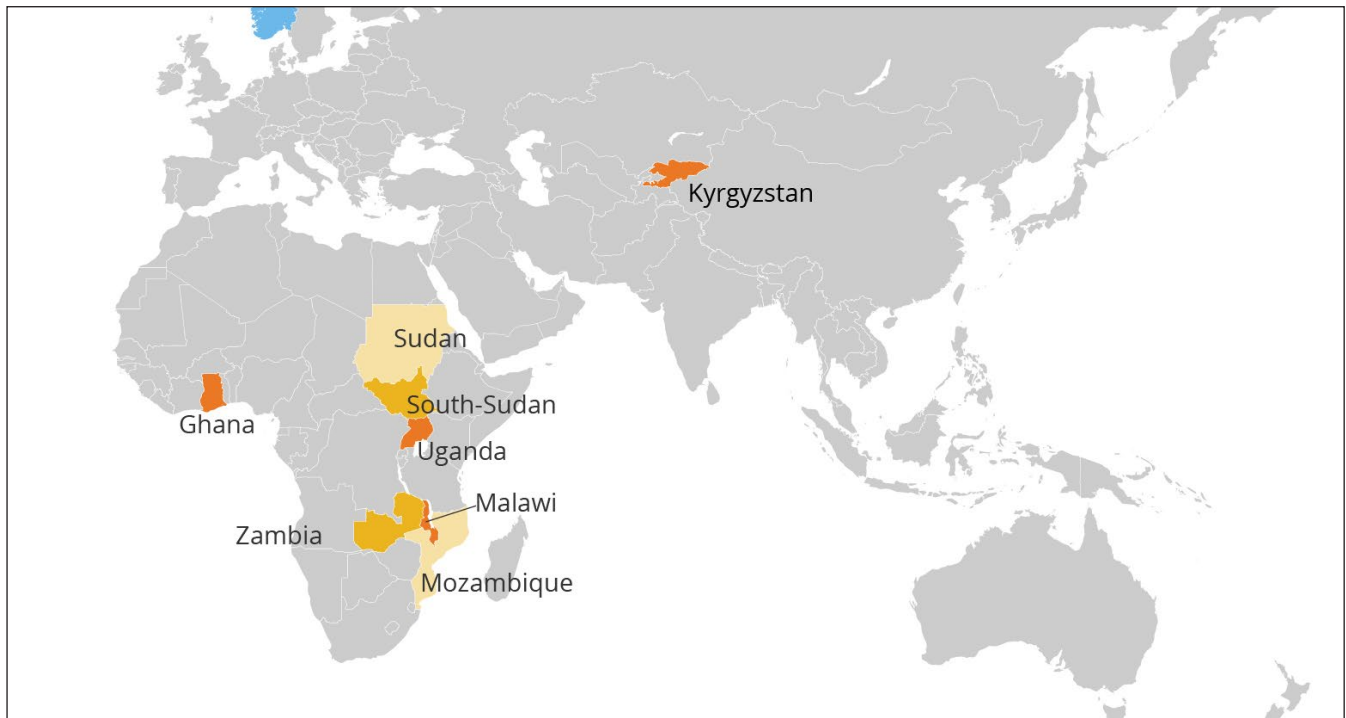 Kyrgyzstan
Sudan
South-Sudan
Ghana
Uganda
Malawi
Zambia
Mozambique